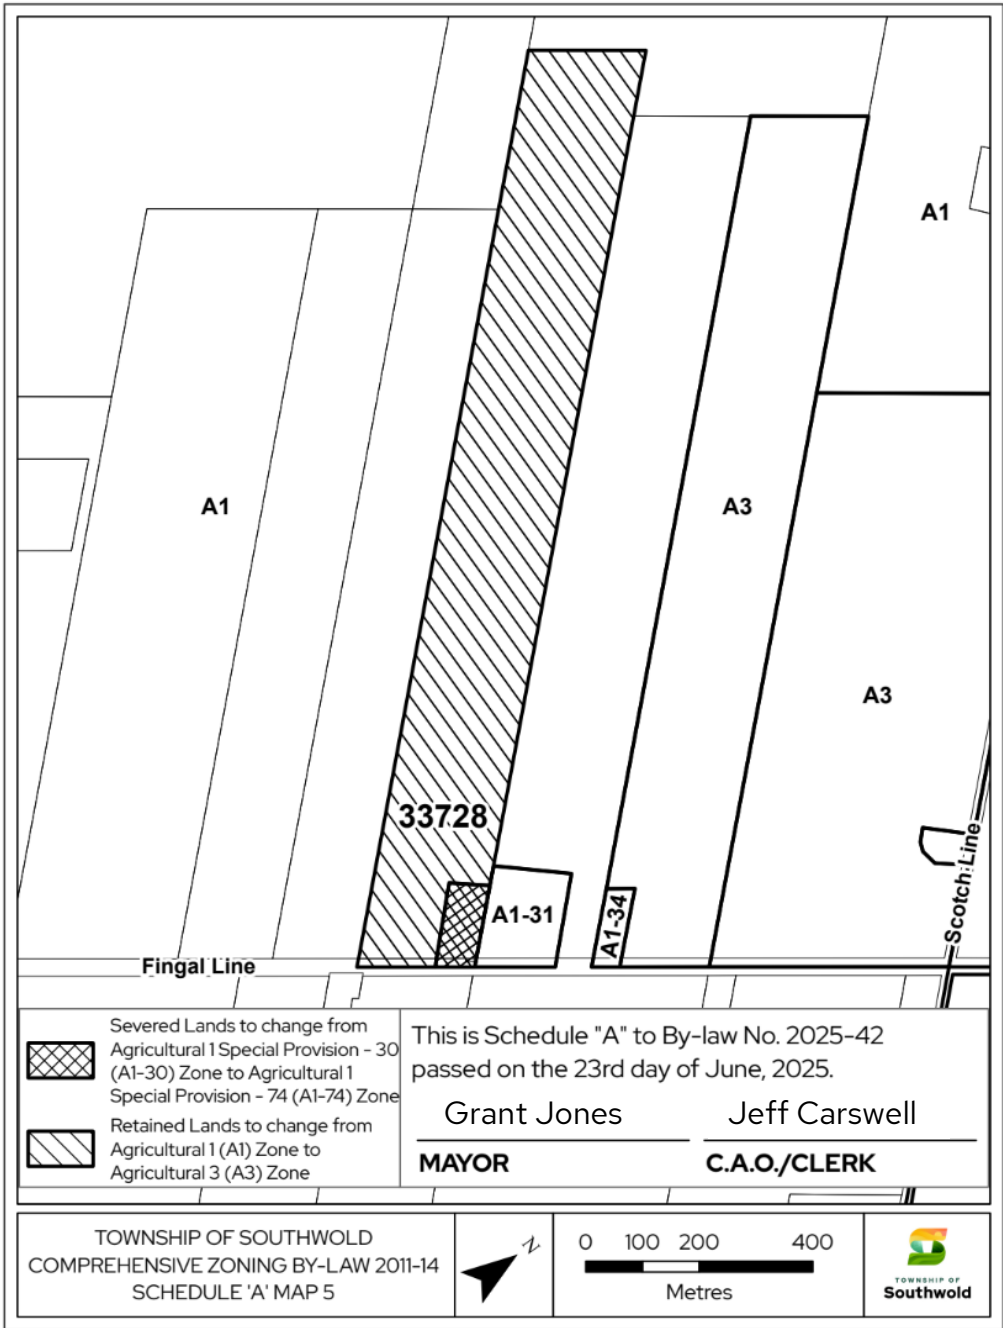 A1
A1
A3
A3
33728
A1-31
A1-34
Scotch Line
Fingal Line
Severed Lands to change from
Agricultural 1 Special Provision - 30
(A1-30) Zone to Agricultural 1
Special Provision - 74 (A1-74) Zone
Retained Lands to change from
Agricultural 1 (A1) Zone to
Agricultural 3 (A3) Zone
This is Schedule "A" to By-law No. 2025-42
passed on the 23rd day of June, 2025.
Grant Jones
MAYOR
Jeff Carswell
C.A.O./CLERK
TOWNSHIP OF SOUTHWOLD
COMPREHENSIVE ZONING BY-LAW 2011-14
SCHEDULE 'A' MAP 5
N
0 100 200 400
Metres
TOWNSHIP OF
Southwold